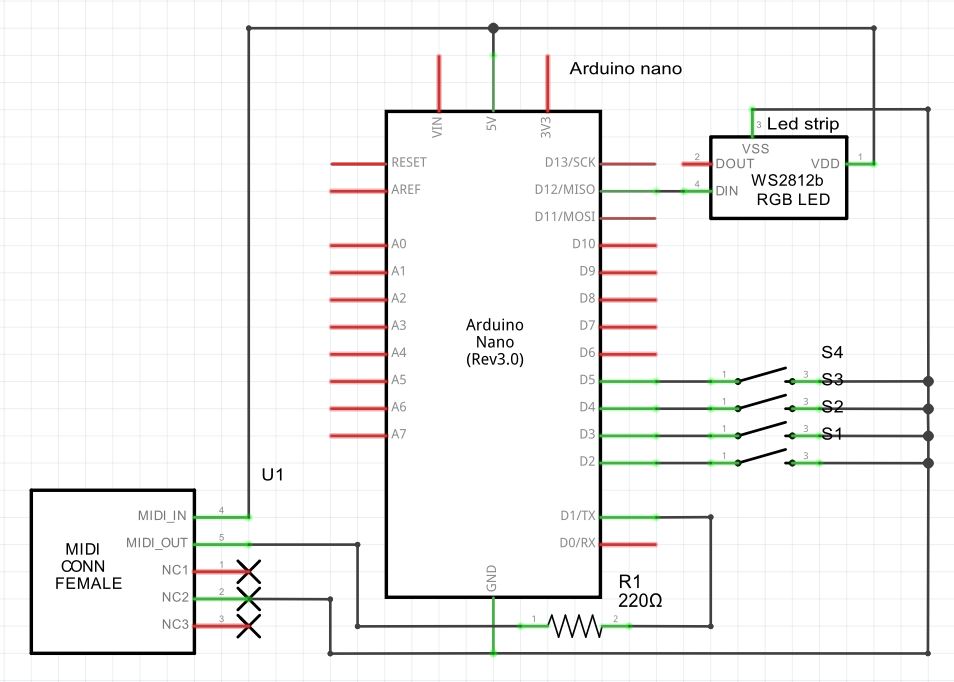 Arduino nano
VIN
5V
3V3
3
Led strip
RESET
AREF
A0
A1
A2
A3
A4
A5
A6
A7
D13/SCK
D12/MISO
D11/MOSI
D10
D9
D8
D7
D6
D5
D4
D3
D2
D1/TX
D0/RX
Arduino
Nano
(Rev3.0)
GND
VSS
2 DOUT VDD 1
WS2812b
4 DIN
RGB LED
S4
1 3 S3
1 3 S2
1 3 S1
1 3
U1
MIDI_IN 4
MIDI_OUT 5
NC1 1
NC2 2
NC3 3
MIDI
CONN
FEMALE
R1
220Ω
1 2